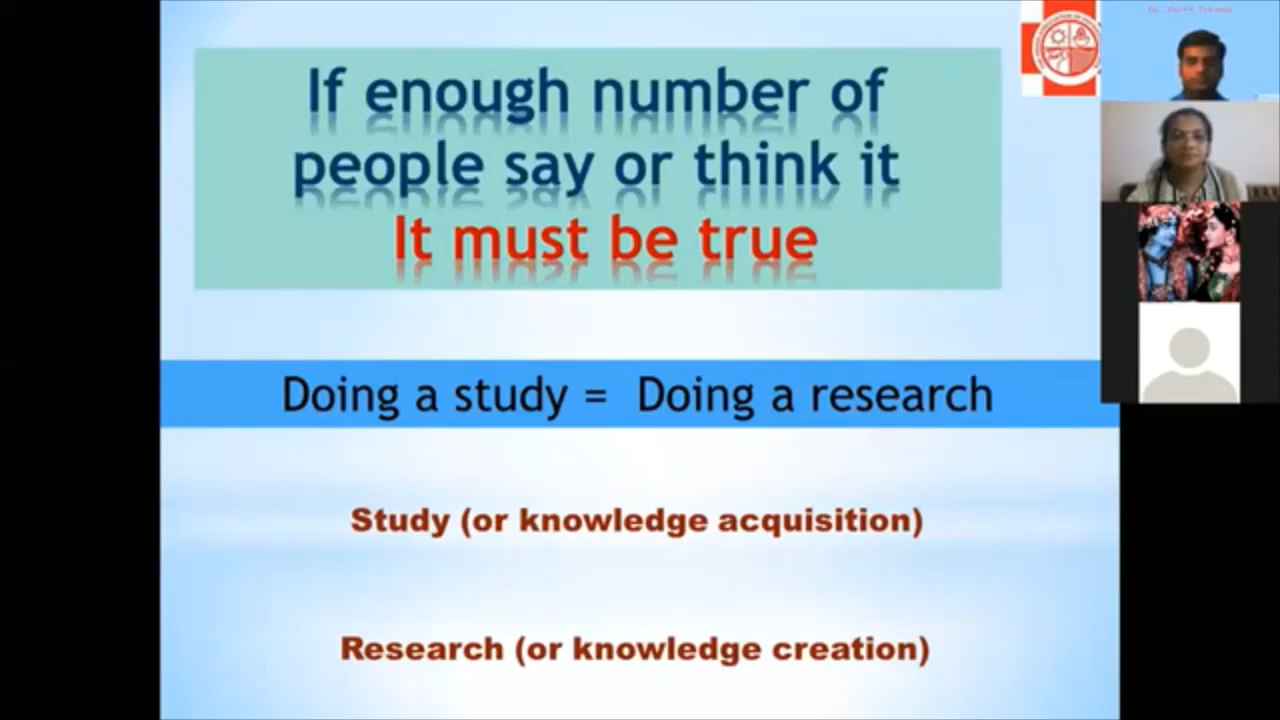 If enough number of
people say or think it
It must be true
Doing a study = Doing a research
Study (or knowledge acquisition)
Research (or knowledge creation)